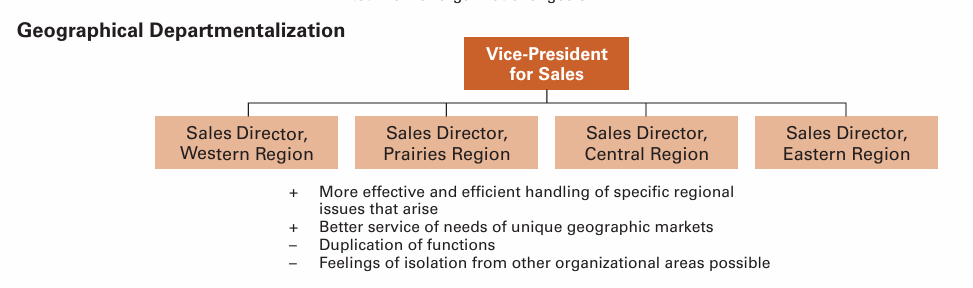 Geographical Departmentalization
Vice-President
for Sales
Sales Director,
Western Region
Sales Director,
Prairies Region
Sales Director,
Central Region
Sales Director,
Eastern Region
+ More effective and efficient handling of specific regional
issues that arise
+ Better service of needs of unique geographic markets
– Duplication of functions
– Feelings of isolation from other organizational areas possible